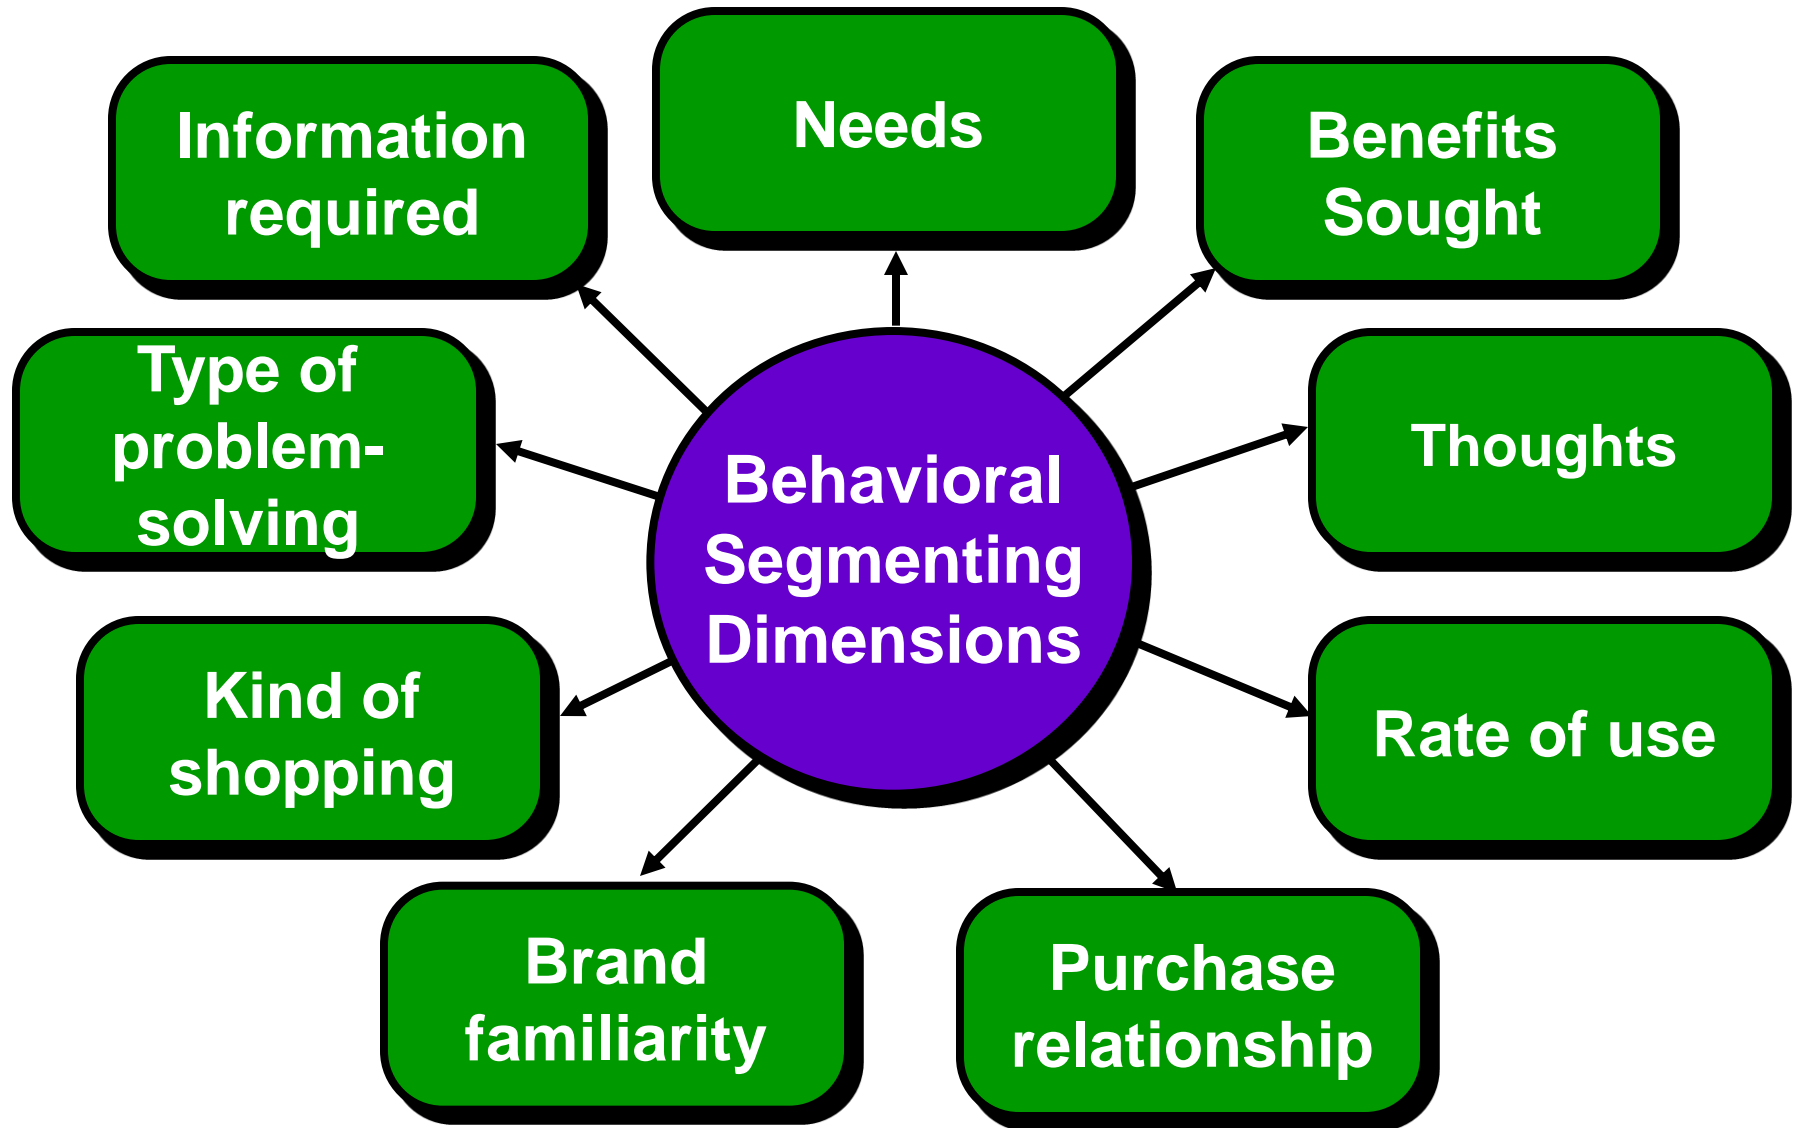 Needs
Information
required
Benefits
Sought
Type of
problem-
solving
Thoughts
Behavioral
Segmenting
Dimensions
Kind of
shopping
Rate of use
Brand
familiarity
Purchase
relationship